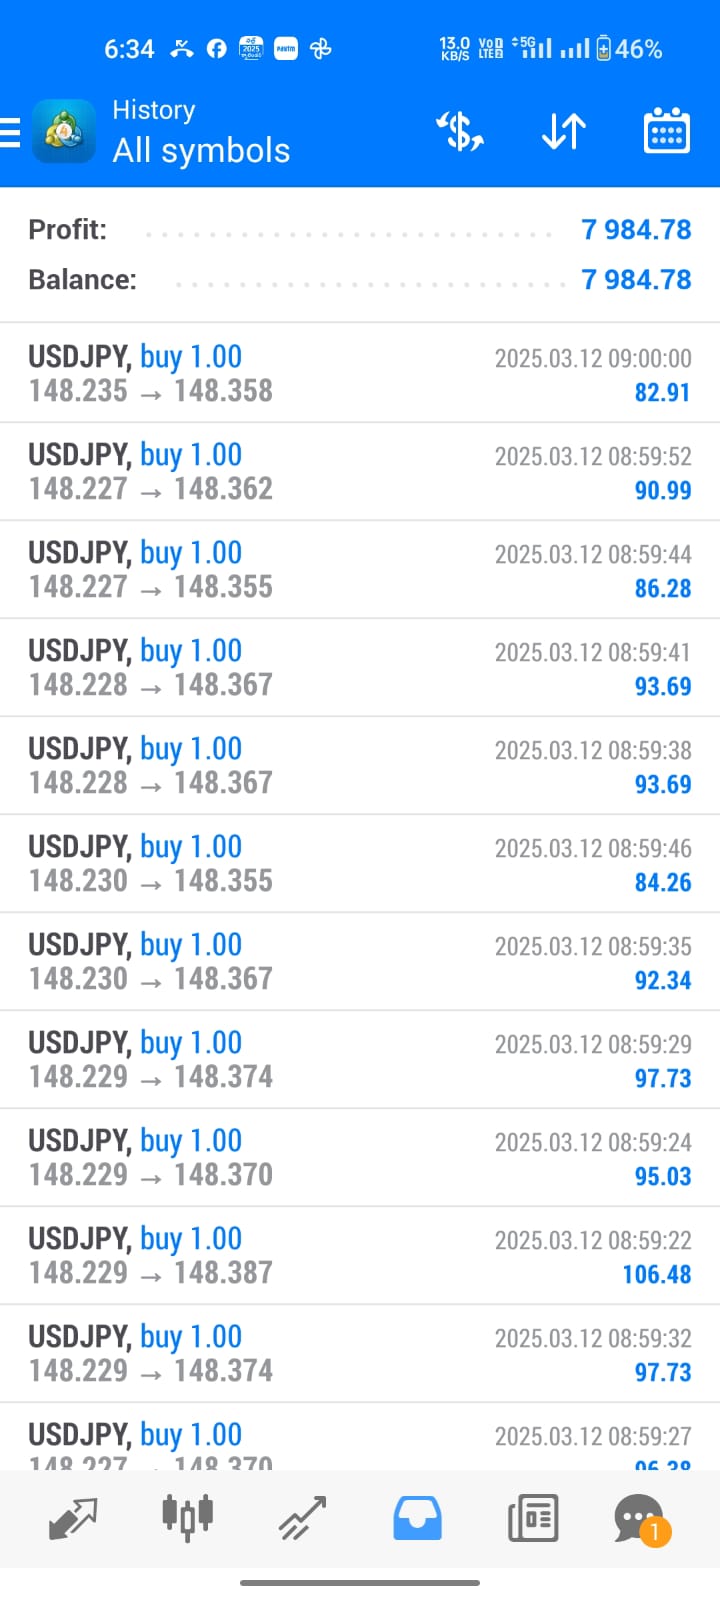 6:34
13.0 KB/S
VoD LTE2
5G
46%
History
All symbols
Profit: 7 984.78
Balance: 7 984.78
USDJPY, buy 1.00 2025.03.12 09:00:00
148.235 → 148.358 82.91
USDJPY, buy 1.00 2025.03.12 08:59:52
148.227 → 148.362 90.99
USDJPY, buy 1.00 2025.03.12 08:59:44
148.227 → 148.355 86.28
USDJPY, buy 1.00 2025.03.12 08:59:41
148.228 → 148.367 93.69
USDJPY, buy 1.00 2025.03.12 08:59:38
148.228 → 148.367 93.69
USDJPY, buy 1.00 2025.03.12 08:59:46
148.230 → 148.355 84.26
USDJPY, buy 1.00 2025.03.12 08:59:35
148.230 → 148.367 92.34
USDJPY, buy 1.00 2025.03.12 08:59:29
148.229 → 148.374 97.73
USDJPY, buy 1.00 2025.03.12 08:59:24
148.229 → 148.370 95.03
USDJPY, buy 1.00 2025.03.12 08:59:22
148.229 → 148.387 106.48
USDJPY, buy 1.00 2025.03.12 08:59:32
148.229 → 148.374 97.73
USDJPY, buy 1.00 2025.03.12 08:59:27
148.227 → 148.370 96.38
1